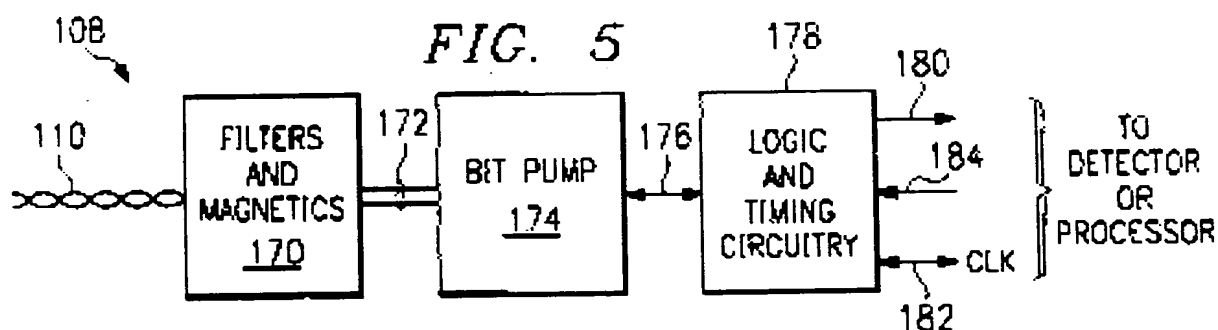 108
FIG. 5
178
180
110
FILTERS
AND
MAGNETICS
170
172
BIT PUMP
174
176
LOGIC
AND
TIMING
CIRCUITRY
184
CLK
182
TO
DETECTOR
OR
PROCESSOR